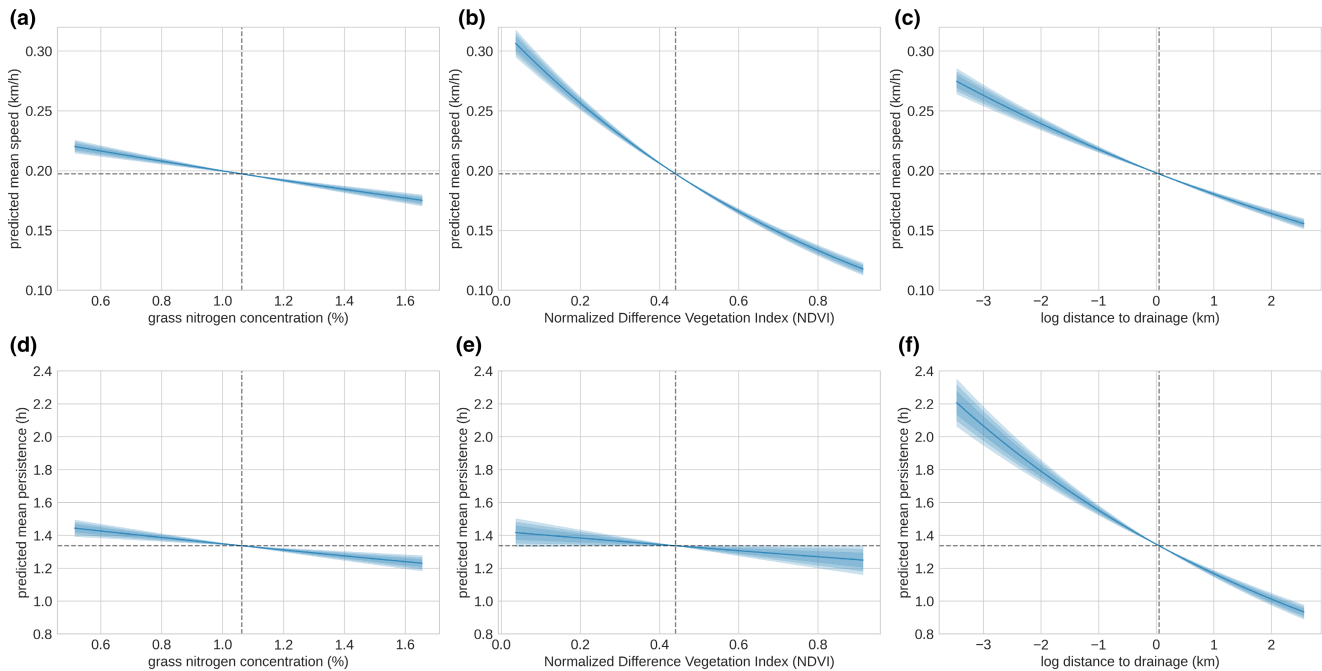 (a)
(b)
(c)
0.30
0.25
0.20
0.15
0.10
predicted mean speed (km/h)
0.6 0.8 1.0 1.2 1.4 1.6
grass nitrogen concentration (%)
0.30
0.25
0.20
0.15
0.10
predicted mean speed (km/h)
0.0 0.2 0.4 0.6 0.8
Normalized Difference Vegetation Index (NDVI)
0.30
0.25
0.20
0.15
0.10
predicted mean speed (km/h)
−3 −2 −1 0 1 2
log distance to drainage (km)
(d)
(e)
(f)
2.4
2.2
2.0
1.8
1.6
1.4
1.2
1.0
0.8
predicted mean persistence (h)
0.6 0.8 1.0 1.2 1.4 1.6
grass nitrogen concentration (%)
2.4
2.2
2.0
1.8
1.6
1.4
1.2
1.0
0.8
predicted mean persistence (h)
0.0 0.2 0.4 0.6 0.8
Normalized Difference Vegetation Index (NDVI)
2.4
2.2
2.0
1.8
1.6
1.4
1.2
1.0
0.8
predicted mean persistence (h)
−3 −2 −1 0 1 2
log distance to drainage (km)